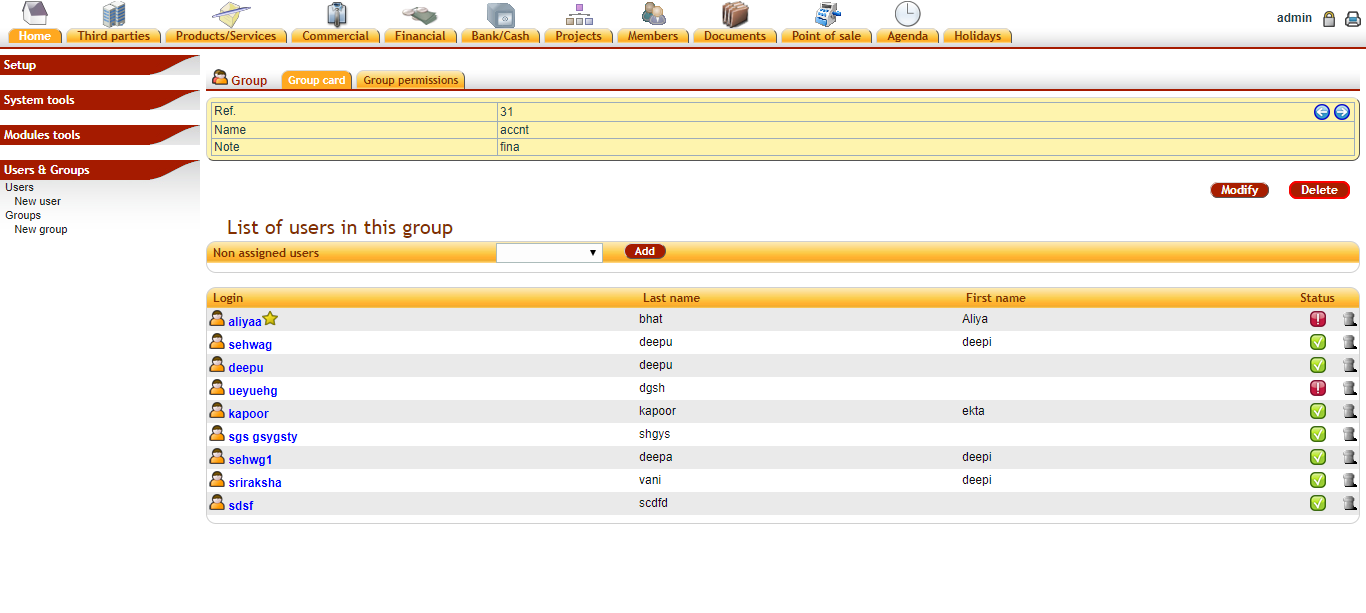 admin
Home Third parties Products/Services Commercial Financial Bank/Cash Projects Members Documents Point of sale Agenda Holidays
Setup
System tools
Modules tools
Users & Groups
Users
New user
Groups
New group
Group Group card Group permissions
Ref. 31
Name accnt
Note fina
Modify Delete
List of users in this group
Non assigned users Add
Login Last name First name Status
aliyaa bhat Aliya
sehwag deepu deepi
deepu deepu
ueyuehg dgsh
kapoor kapoor ekta
sgs gsygsty shgys
sehwg1 deepa deepi
sriraksha vani deepi
sdsf scdfd